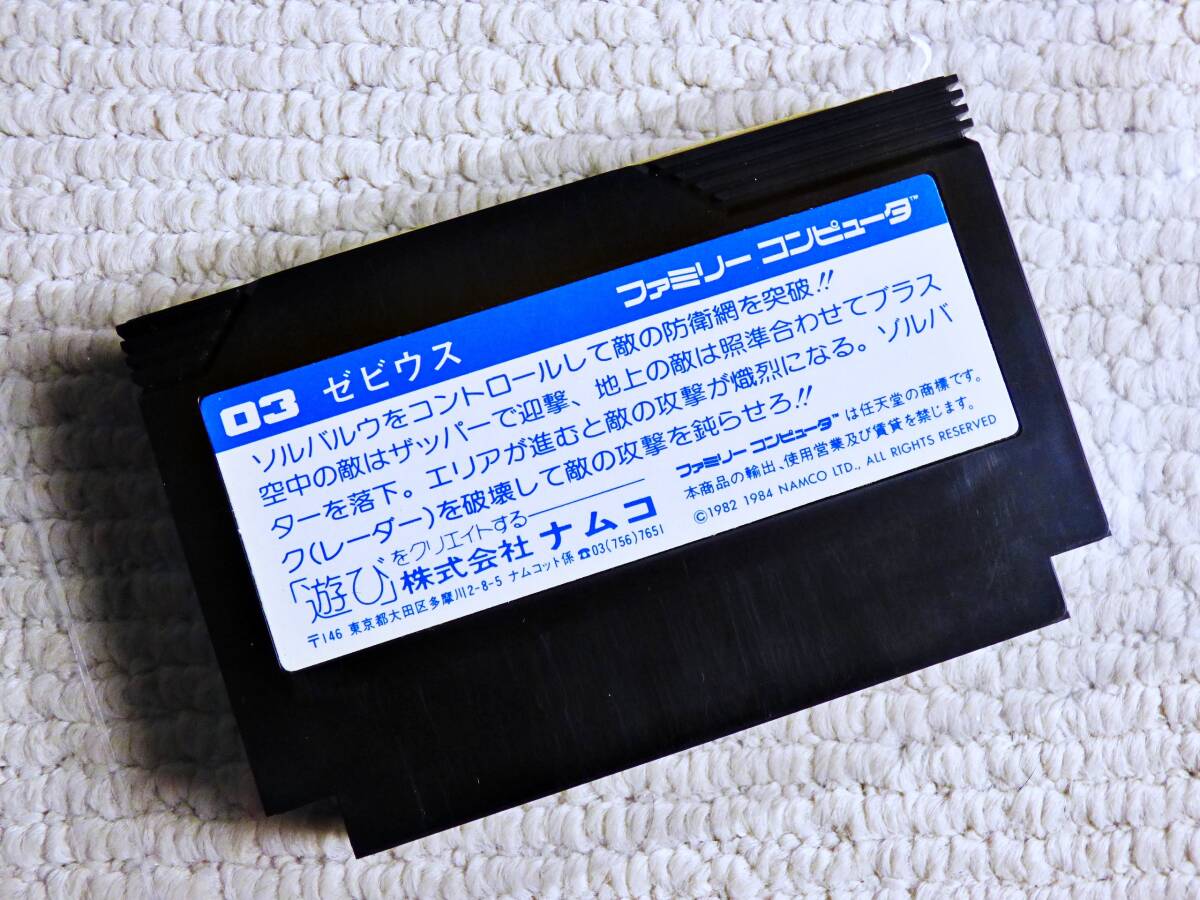 03 ゼビウス ファミリー コンピュータ™
ソルバルウをコントロールして敵の防衛網を突破!!
空中の敵はザッパーで迎撃、地上の敵は照準合わせてブラス
ターを落下。エリアが進むと敵の攻撃が熾烈になる。ゾルバ
ク(レーダー)を破壊して敵の攻撃を鈍らせろ!!
「遊び」をクリエイトする
株式会社 ナムコ
〒146 東京都大田区多摩川2-8-5 ナムコット係 ☎03(756)7651
ファミリー コンピュータ™ は任天堂の商標です。
本商品の輸出、使用営業及び賃貸を禁じます。
©1982 1984 NAMCO LTD., ALL RIGHTS RESERVED